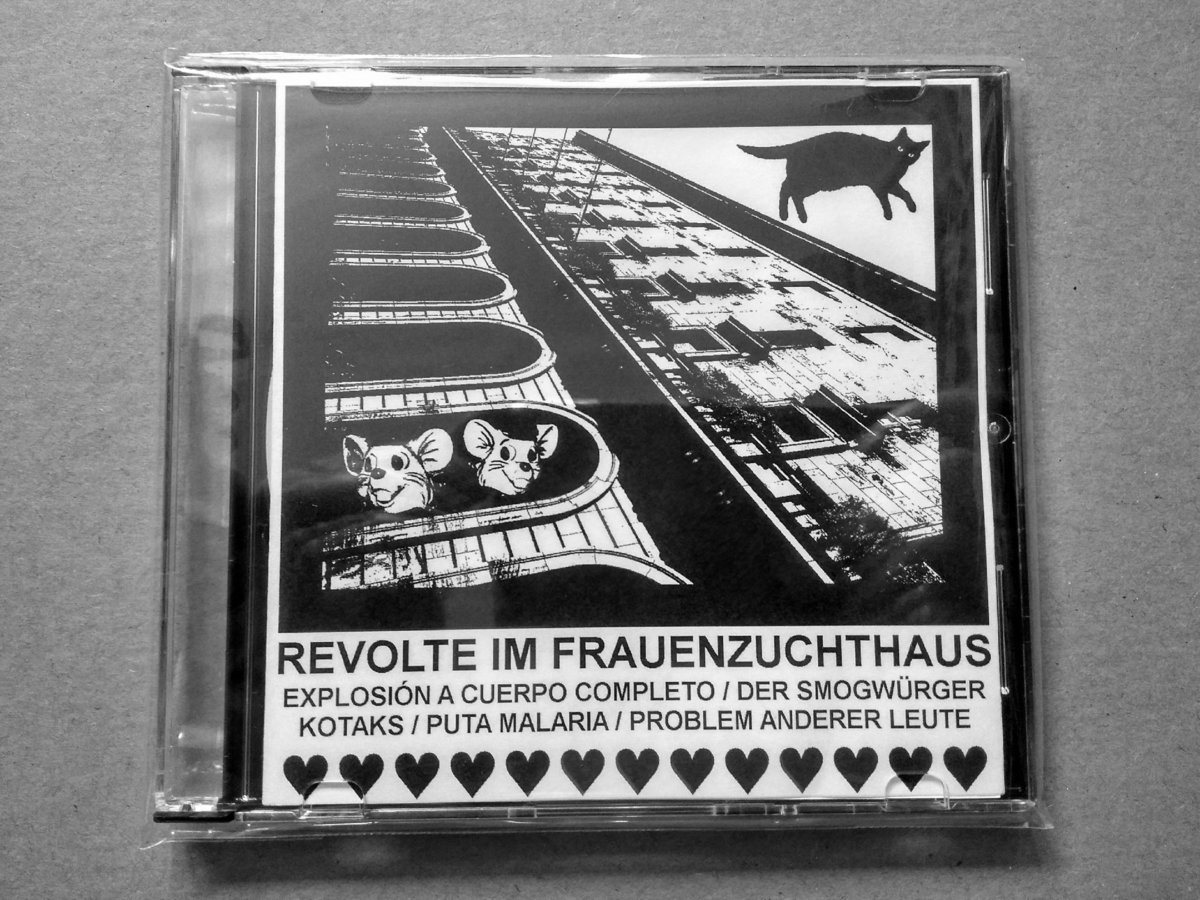 REVOLTE IM FRAUENZUCHTHAUS
EXPLOSIÓN A CUERPO COMPLETO / DER SMOGWÜRGER
KOTAKS / PUTA MALARIA / PROBLEM ANDERER LEUTE